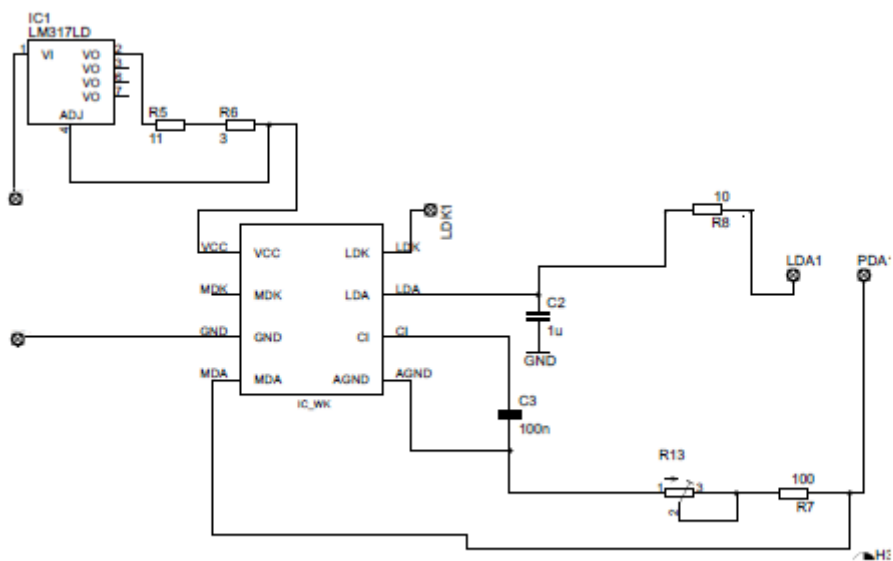 IC1
LM317LD
1 VI VO 2
VO 3
VO 6
VO 7
ADJ
4
R5 R6
11 3
10
R8
LDK1
LDA1 PDA1
VCC VCC LDK LDK
MDK MDK LDA LDA
C2
1u
GND
GND GND CI CI
MDA MDA AGND AGND
IC_WK
C3
100n
R13
1 3
2
100
R7
H3